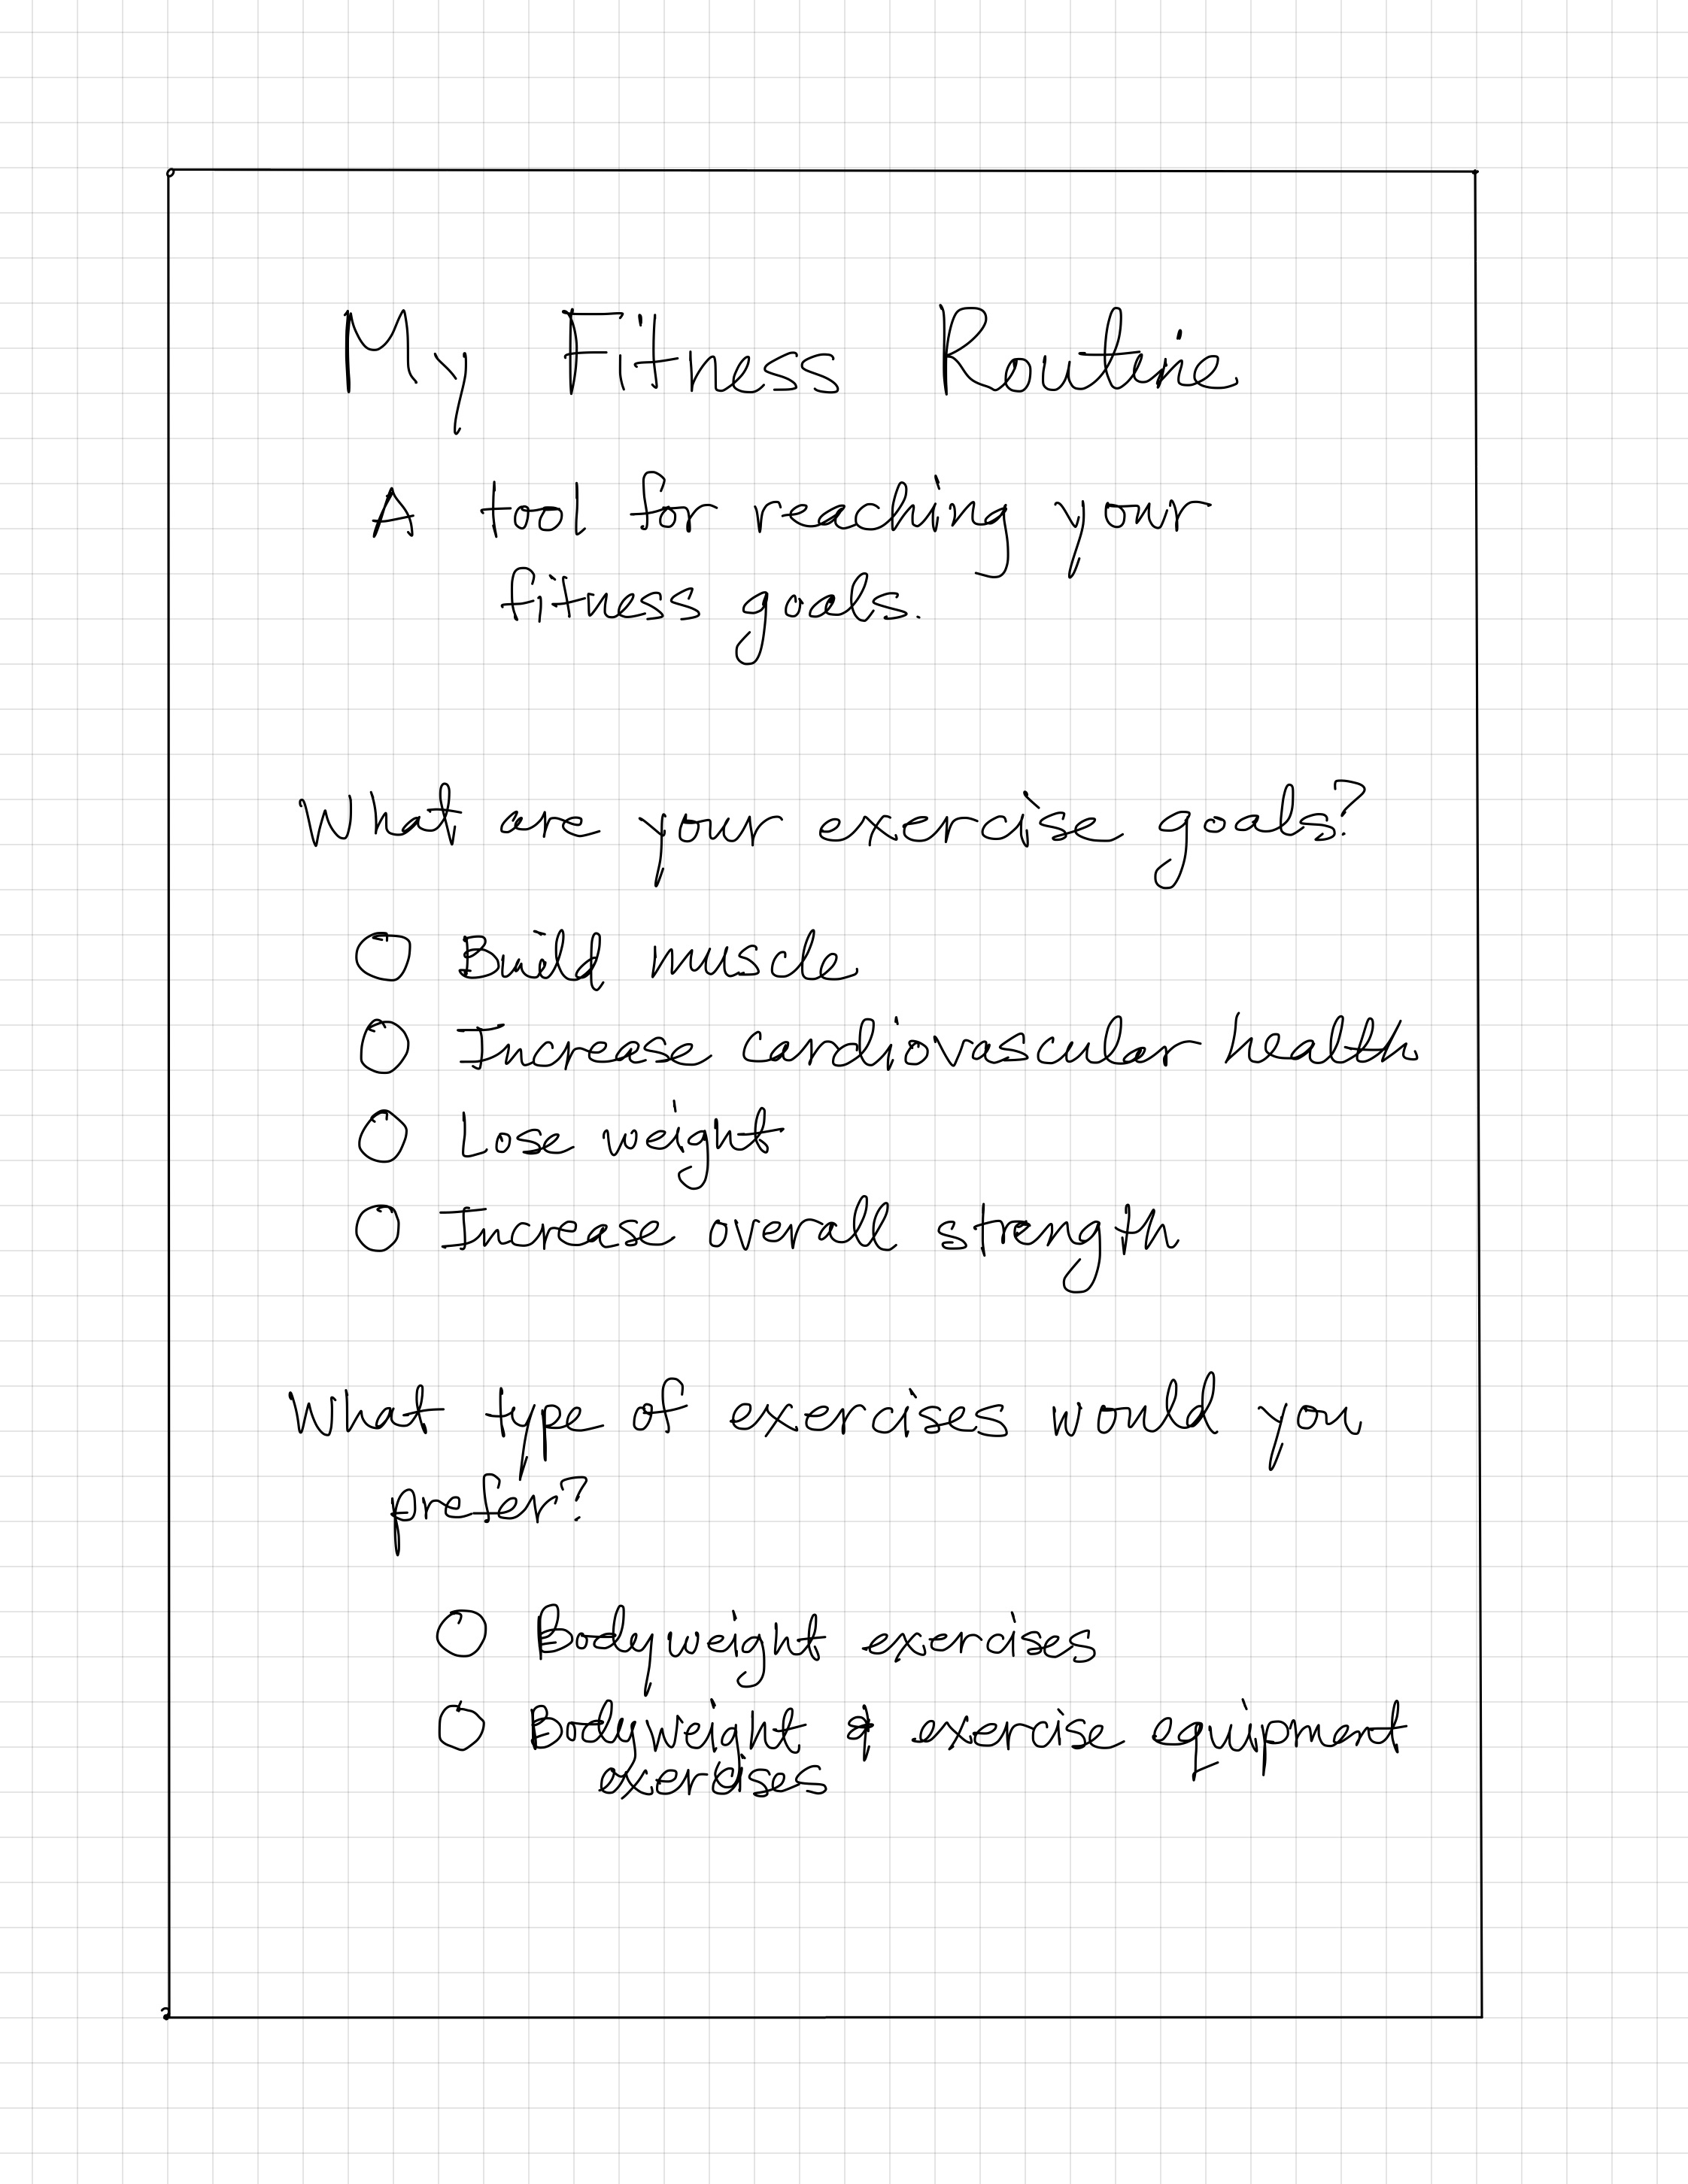 My Fitness Routine
A tool for reaching your
fitness goals.
What are your exercise goals?
Build muscle
Increase cardiovascular health
Lose weight
Increase overall strength
What type of exercises would you
prefer?
Bodyweight exercises
Bodyweight & exercise equipment
exercises